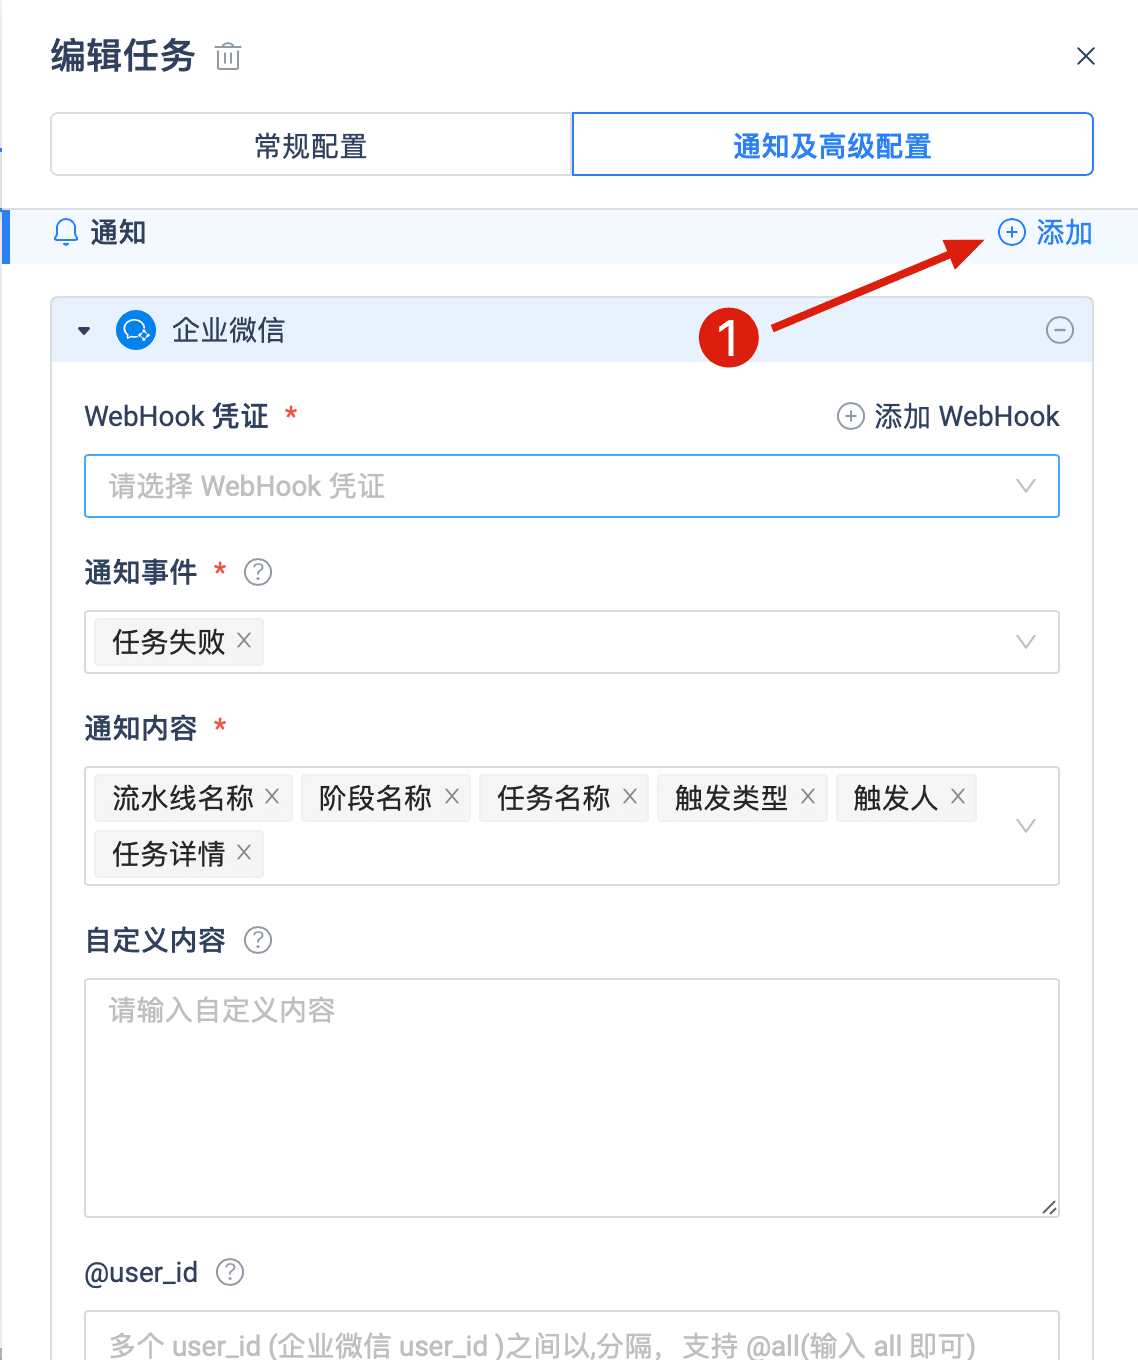 编辑任务
常规配置
通知及高级配置
通知
添加
1
企业微信
WebHook 凭证 *
添加 WebHook
请选择 WebHook 凭证
通知事件 * ?
任务失败 ×
通知内容 *
流水线名称 × 阶段名称 × 任务名称 × 触发类型 × 触发人 ×
任务详情 ×
自定义内容 ?
请输入自定义内容
@user_id ?
多个 user_id (企业微信 user_id )之间以,分隔，支持 @all(输入 all 即可)